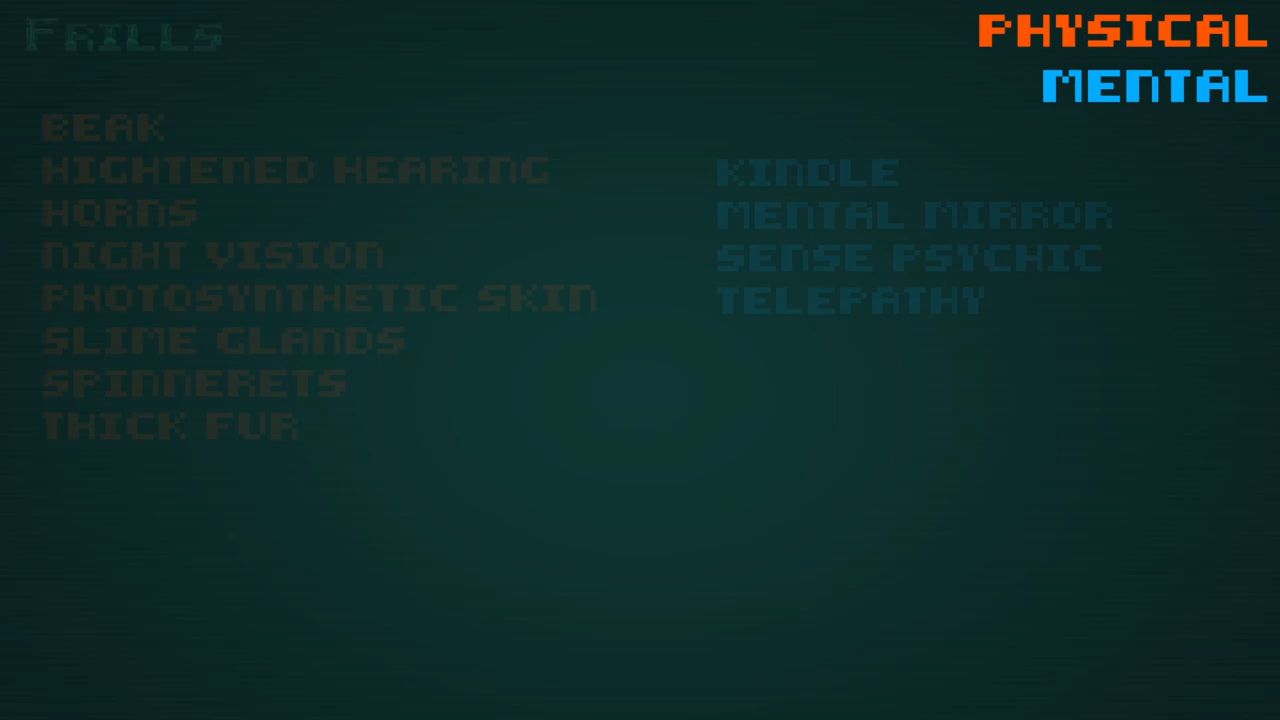 Frills
PHYSICAL
MENTAL
BEAK
HIGHTENED HEARING
HORNS
NIGHT VISION
PHOTOSYNTHETIC SKIN
SLIME GLANDS
SPINNERETS
THICK FUR
KINDLE
MENTAL MIRROR
SENSE PSYCHIC
TELEPATHY